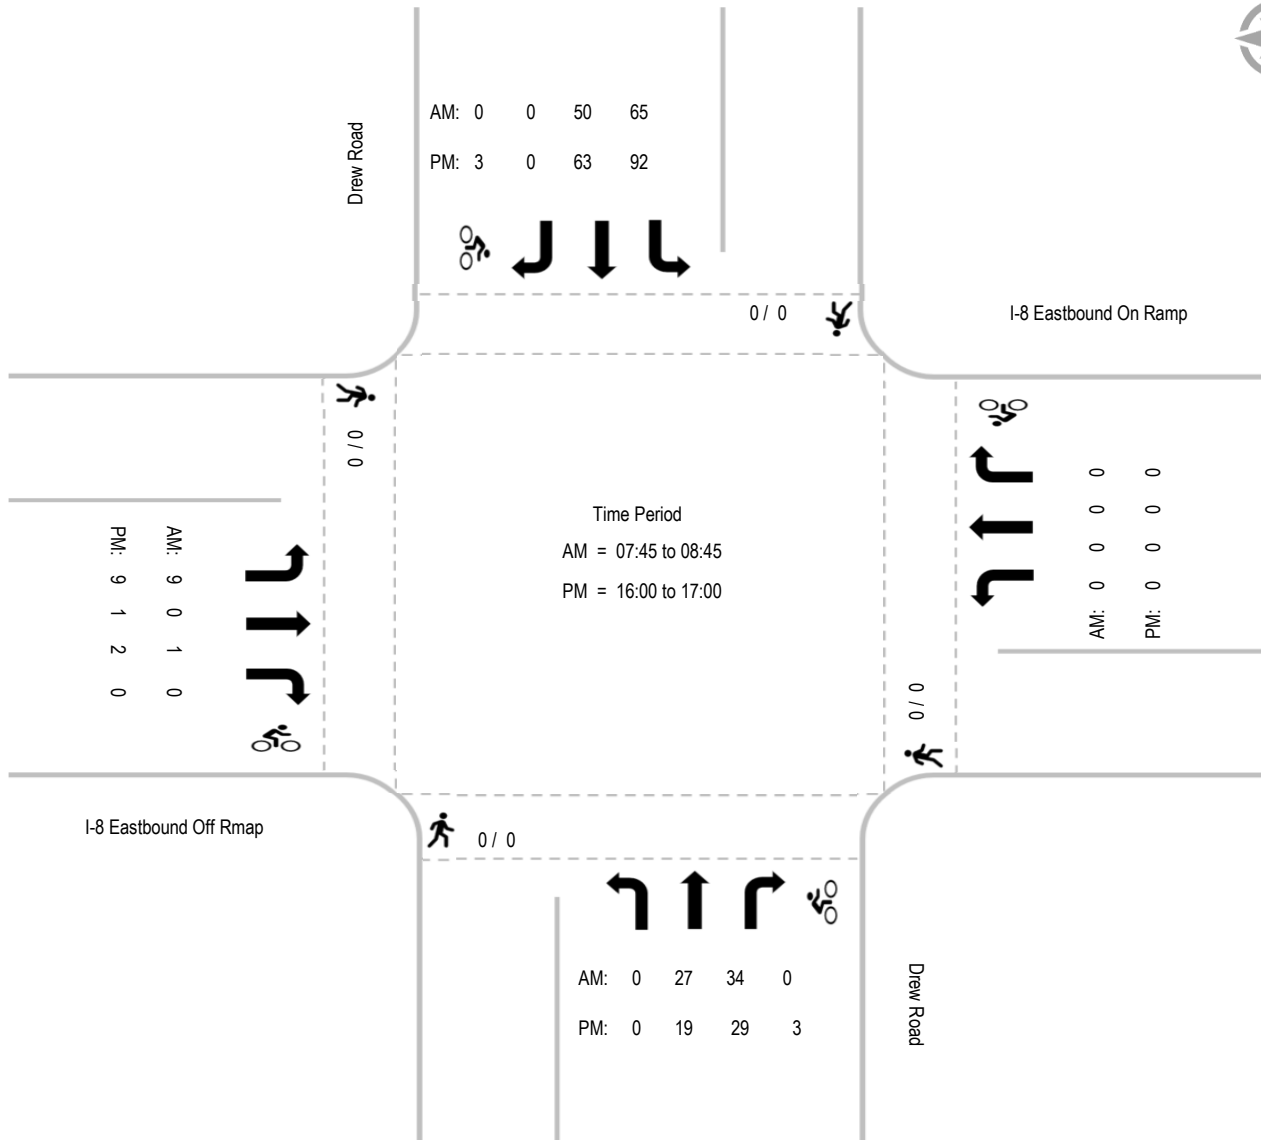 AM: 0 0 50 65
PM: 3 0 63 92
Drew Road
0 / 0
I-8 Eastbound On Ramp
0 / 0
Time Period
AM = 07:45 to 08:45
PM = 16:00 to 17:00
AM: 9 0 1 0
PM: 9 1 2 0
AM: 0 0 0 0
PM: 0 0 0 0
0 / 0
I-8 Eastbound Off Rmap
0 / 0
AM: 0 27 34 0
PM: 0 19 29 3
Drew Road